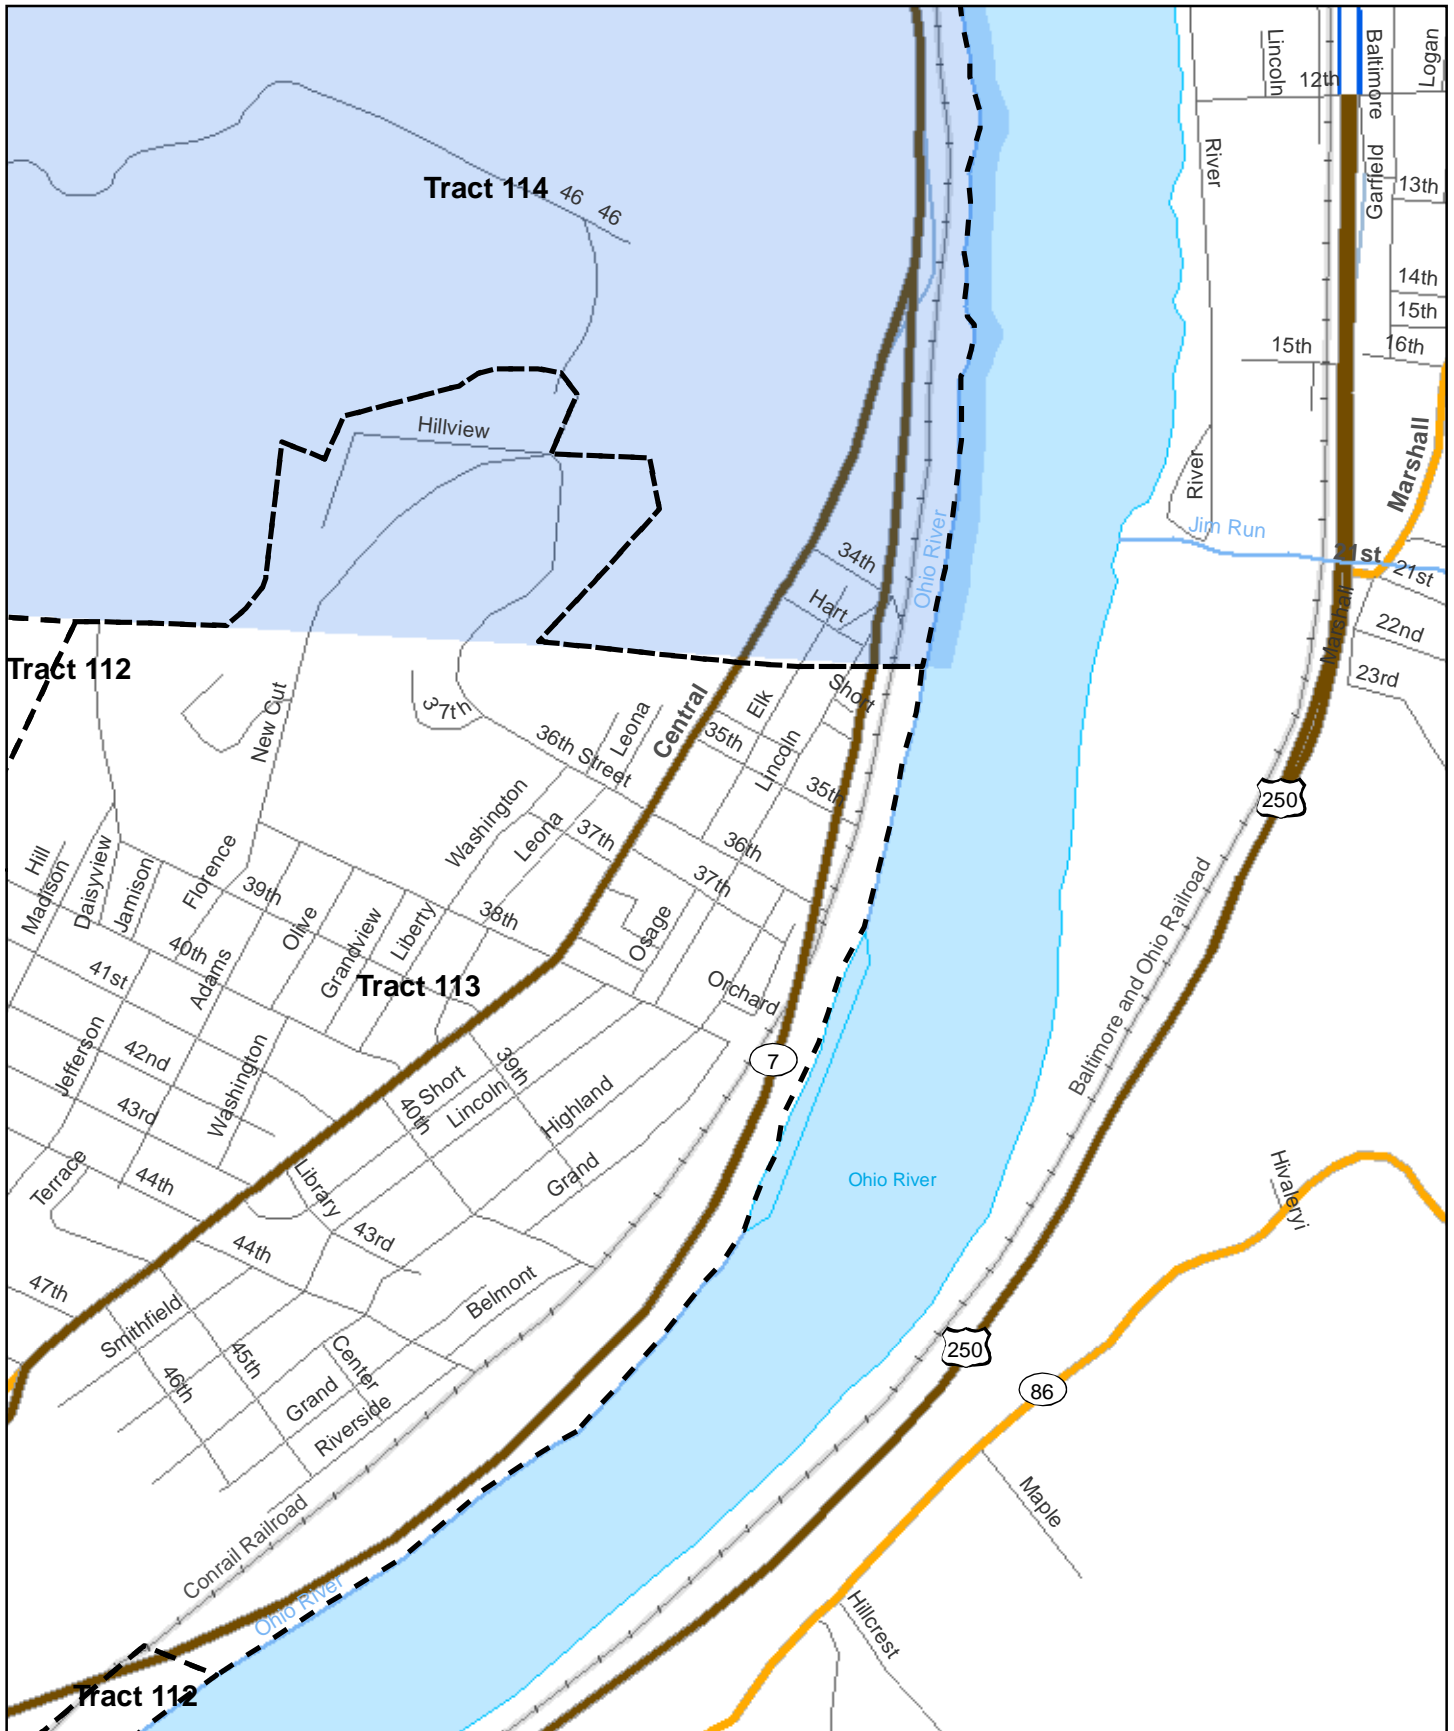 Lincoln
Baltimore
Logan
12th
River
Garfield
13th
Tract 114
46
46
14th
15th
15th
16th
Hillview
Marshall
River
Jim Run
Ohio River
34th
Hart
21st
21st
22nd
Marshall
23rd
Tract 112
New Cut
37th
36th Street
Leona
Central
Elk
Short
35th
Lincoln
35th
250
Washington
Leona
37th
36th
37th
Hill
Madison
Daisyview
Jamison
Florence
39th
Olive
Grandview
Liberty
38th
Osage
40th
41st
Adams
Tract 113
Orchard
Baltimore and Ohio Railroad
Jefferson
42nd
43rd
Washington
39th
Short
Lincoln
40th
Highland
7
Terrace
44th
Library
43rd
Grand
Ohio River
Hivaleryi
44th
47th
Smithfield
45th
46th
Belmont
Center
Grand
Riverside
250
86
Maple
Conrail Railroad
Ohio River
Hillcrest
Tract 112